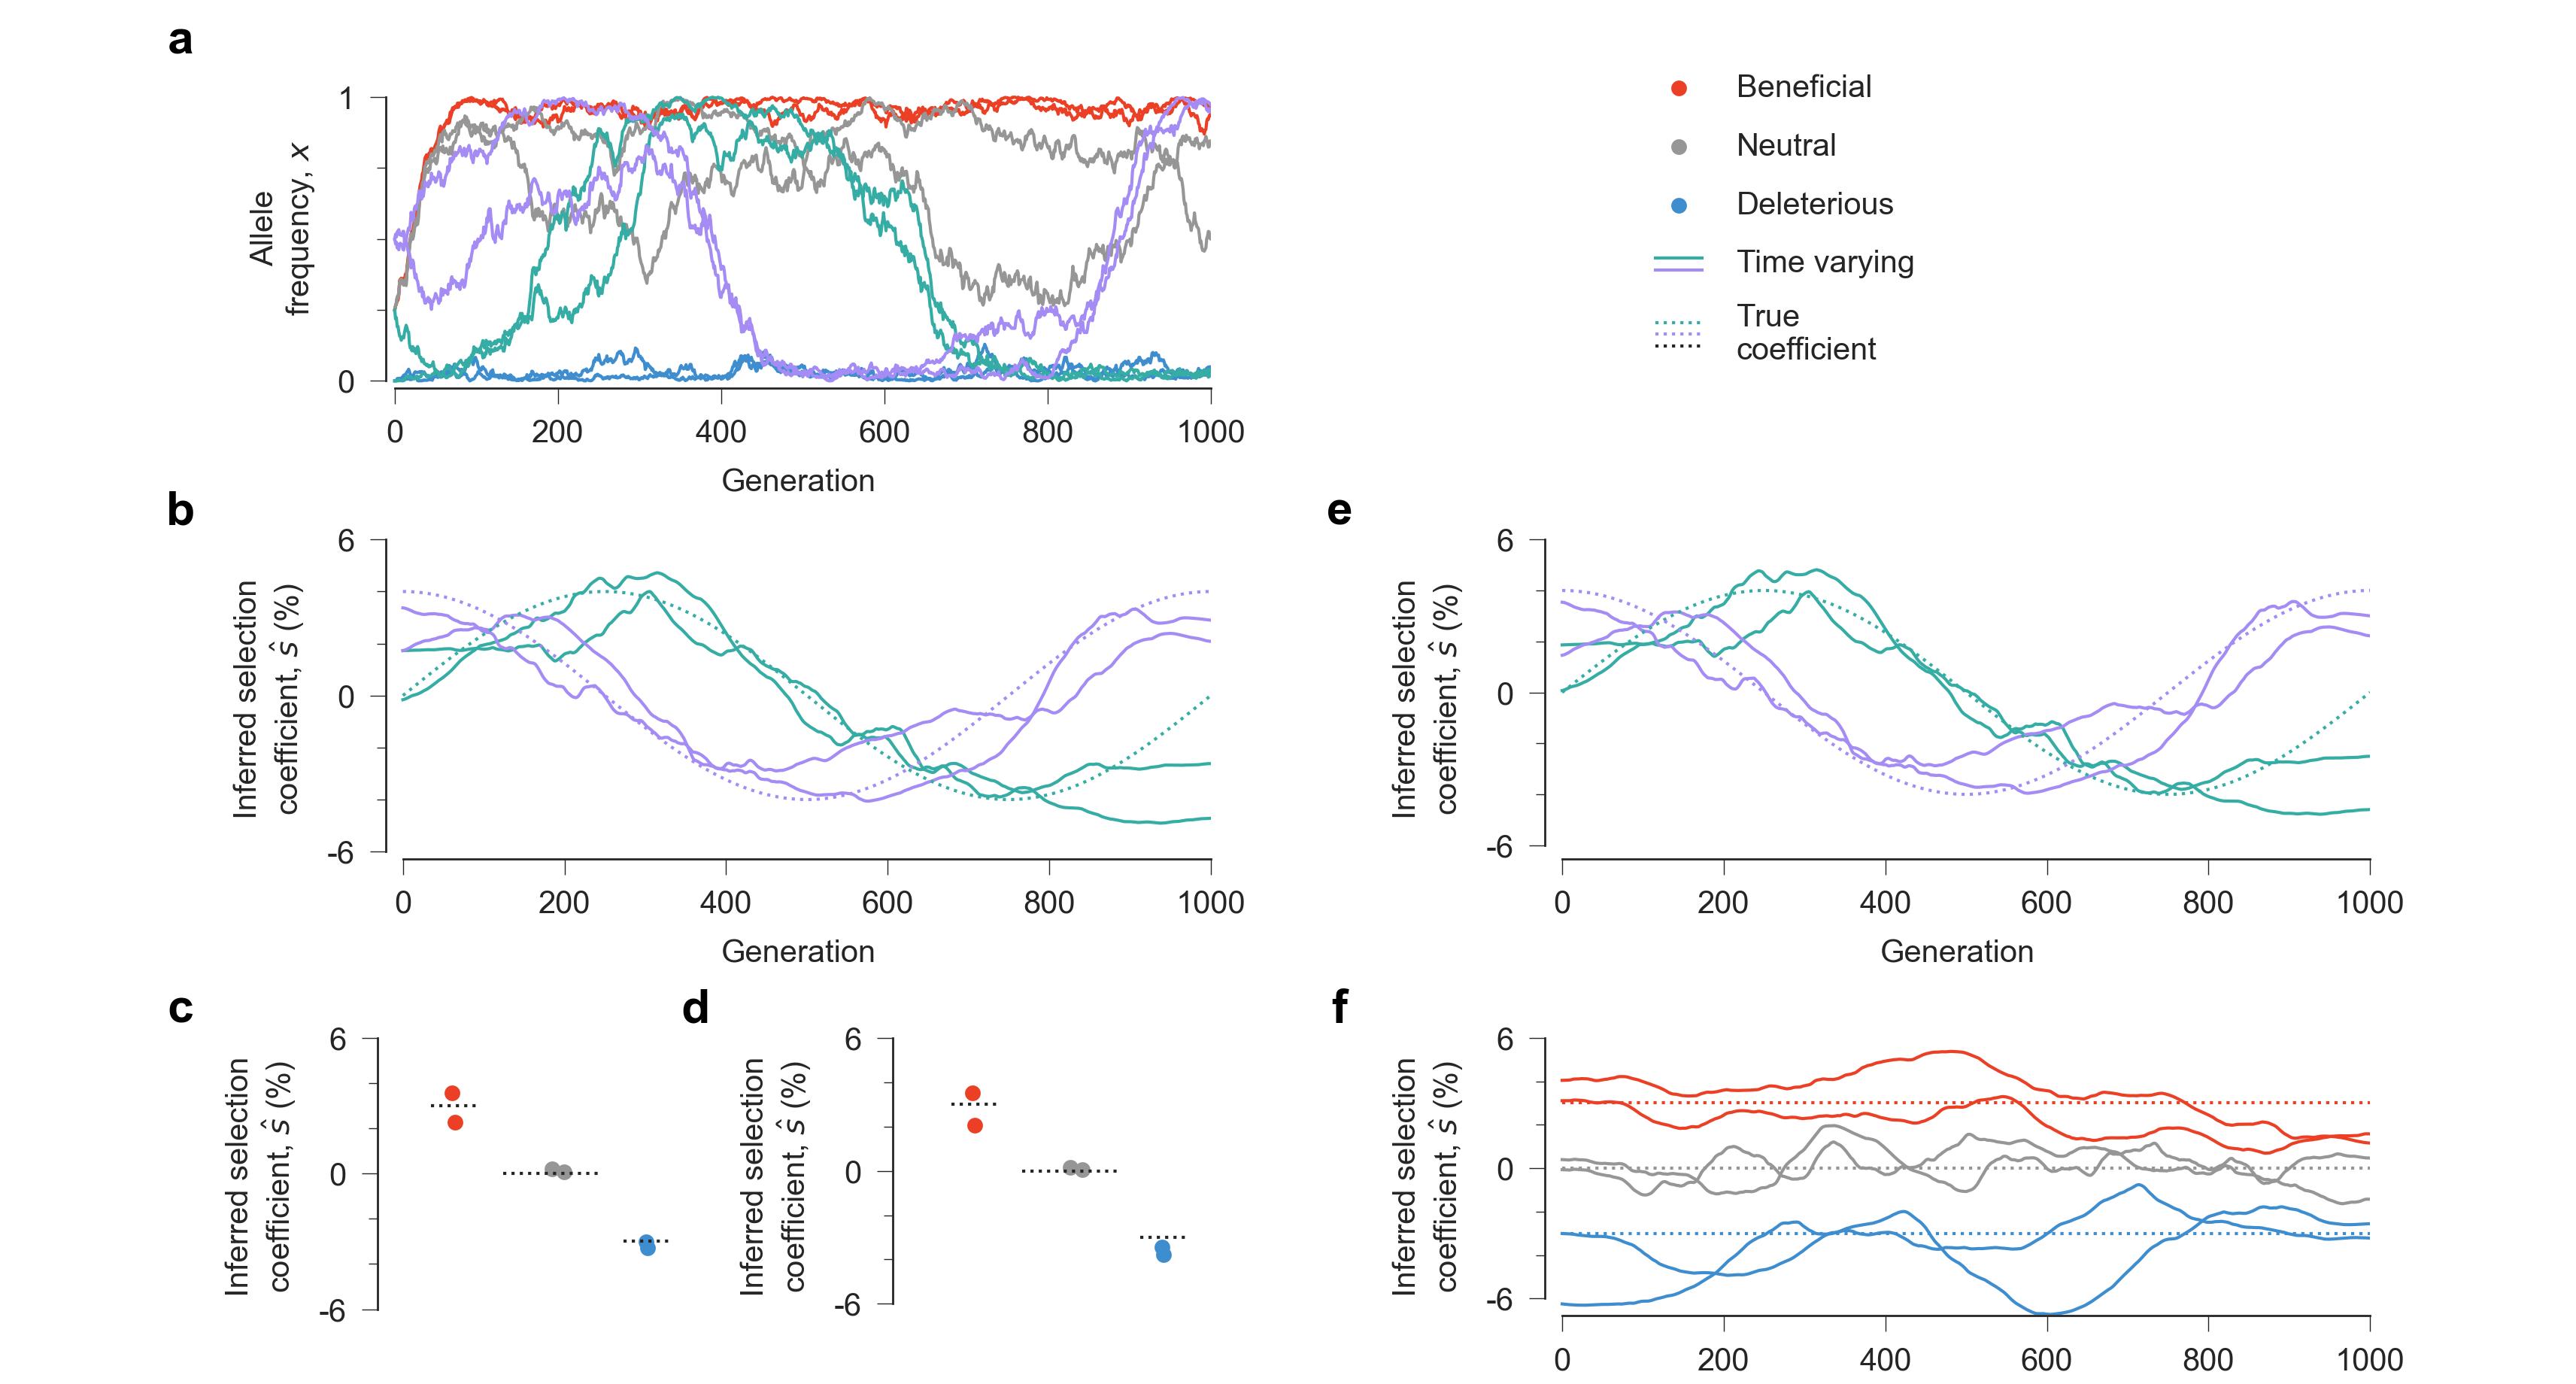 a
1
0
Allele
frequency, x
0 200 400 600 800 1000
Generation
Beneficial
Neutral
Deleterious
Time varying
True
coefficient
b
6
0
-6
Inferred selection
coefficient, ŝ (%)
0 200 400 600 800 1000
Generation
e
6
0
-6
Inferred selection
coefficient, ŝ (%)
0 200 400 600 800 1000
Generation
c
6
0
-6
Inferred selection
coefficient, ŝ (%)
d
6
0
-6
Inferred selection
coefficient, ŝ (%)
f
6
0
-6
Inferred selection
coefficient, ŝ (%)
0 200 400 600 800 1000